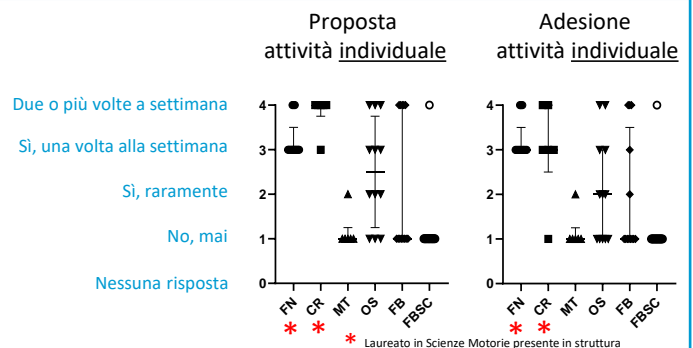 Proposta
attività individuale
Adesione
attività individuale
Due o più volte a settimana
Sì, una volta alla settimana
Sì, raramente
No, mai
Nessuna risposta
4
3
2
1
0
FN
CR
MT
OS
FB
FBSC
* *
4
3
2
1
0
FN
CR
MT
OS
FB
FBSC
* *
* Laureato in Scienze Motorie presente in struttura